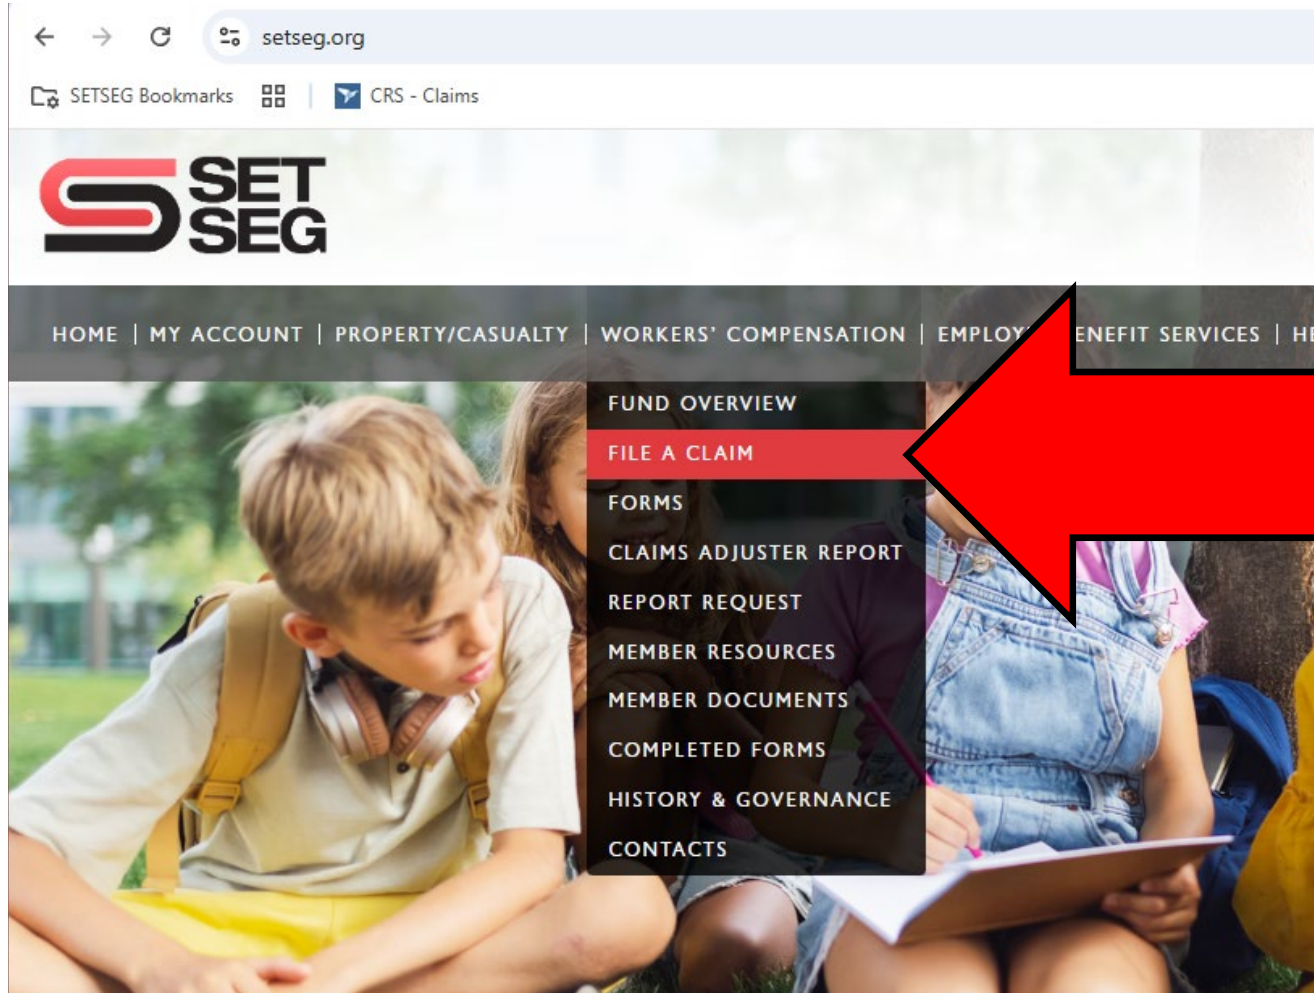 setseg.org
SETSEG Bookmarks
CRS - Claims
SET
SEG
HOME | MY ACCOUNT | PROPERTY/CASUALTY | WORKERS' COMPENSATION | EMPLOY ENEFIT SERVICES | HE
FUND OVERVIEW
FILE A CLAIM
FORMS
CLAIMS ADJUSTER REPORT
REPORT REQUEST
MEMBER RESOURCES
MEMBER DOCUMENTS
COMPLETED FORMS
HISTORY & GOVERNANCE
CONTACTS